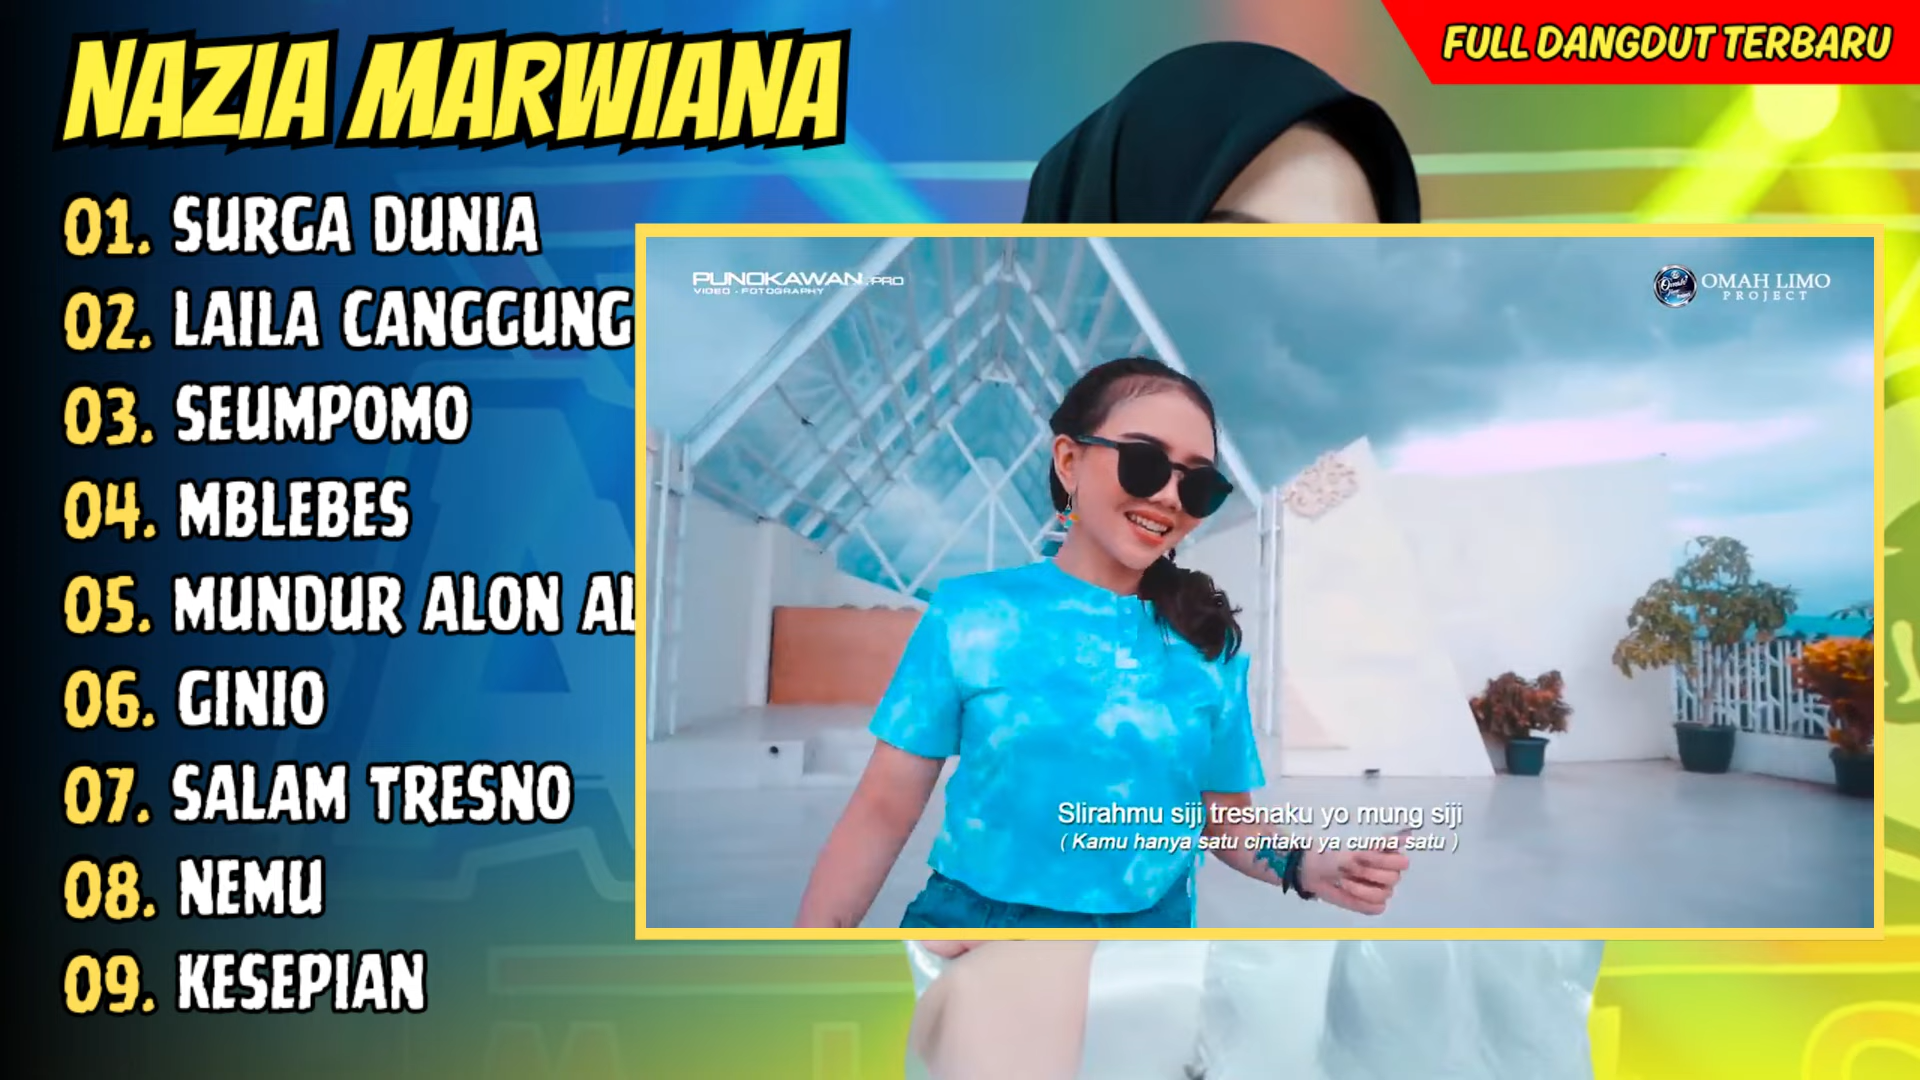 NAZIA MARWIANA
FULL DANGDUT TERBARU
01. SURGA DUNIA
02. LAILA CANGGUNG
03. SEUMPOMO
04. MBLEBES
05. MUNDUR ALON AL
06. GINIO
07. SALAM TRESNO
08. NEMU
09. KESEPIAN
PUNOKAWAN.PRO
VIDEO - FOTOGRAPHY
OMAH LIMO
PROJECT
Slirahmu siji tresnaku yo mung siji
( Kamu hanya satu cintaku ya cuma satu )